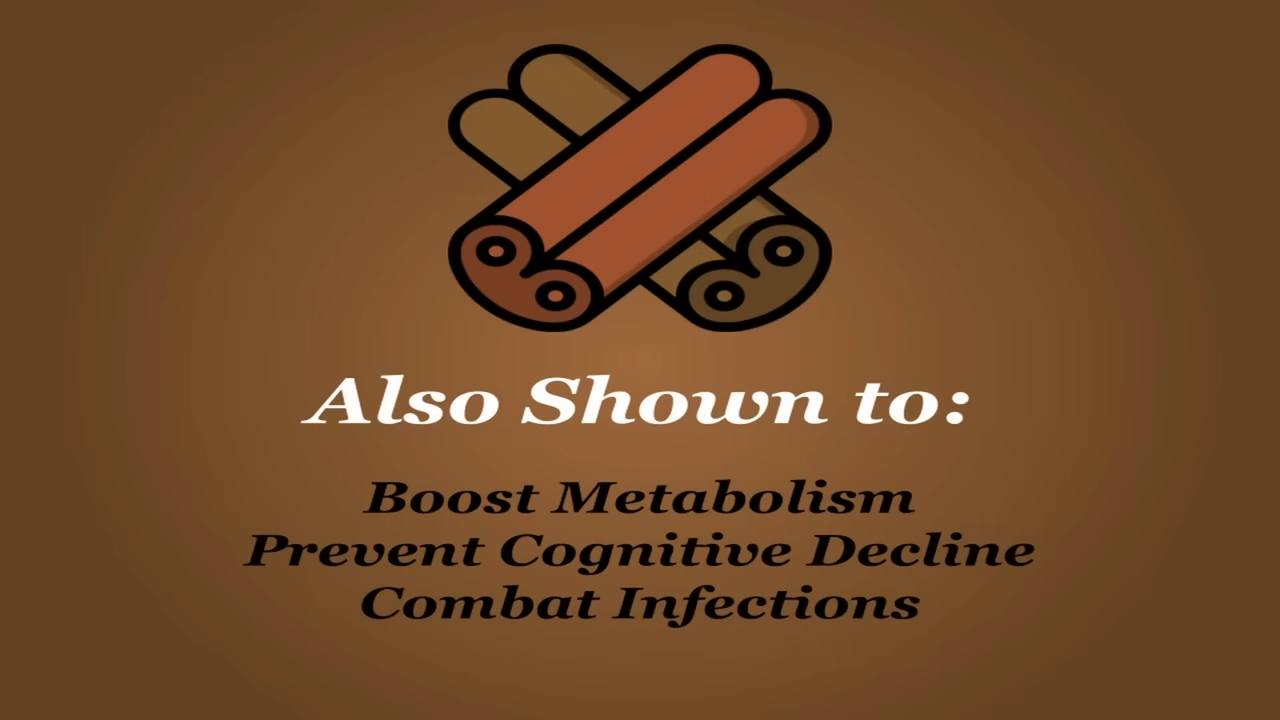 Also Shown to:
Boost Metabolism
Prevent Cognitive Decline
Combat Infections